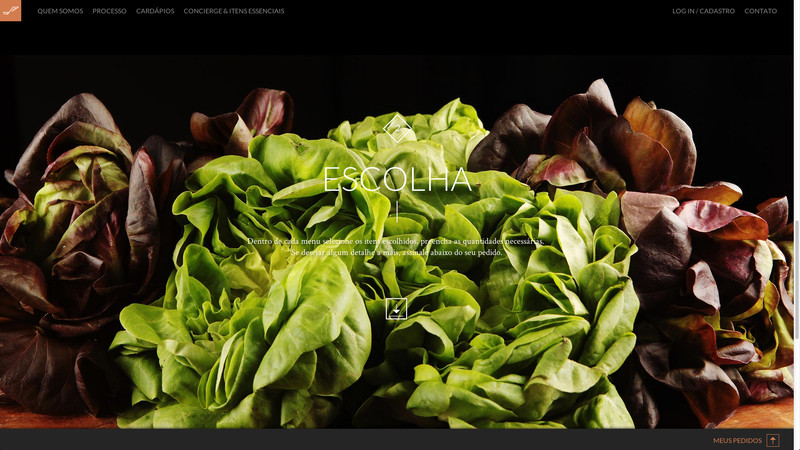 QUEM SOMOS PROCESSO CARDÁPIOS CONCIERGE & ITENS ESSENCIAIS LOG IN / CADASTRO CONTATO
ESCOLHA
Dentro de cada menu selecione os itens escolhidos, preencha as quantidades necessárias.
Se desejar algum detalhe a mais, assinale abaixo do seu pedido.
MEUS PEDIDOS